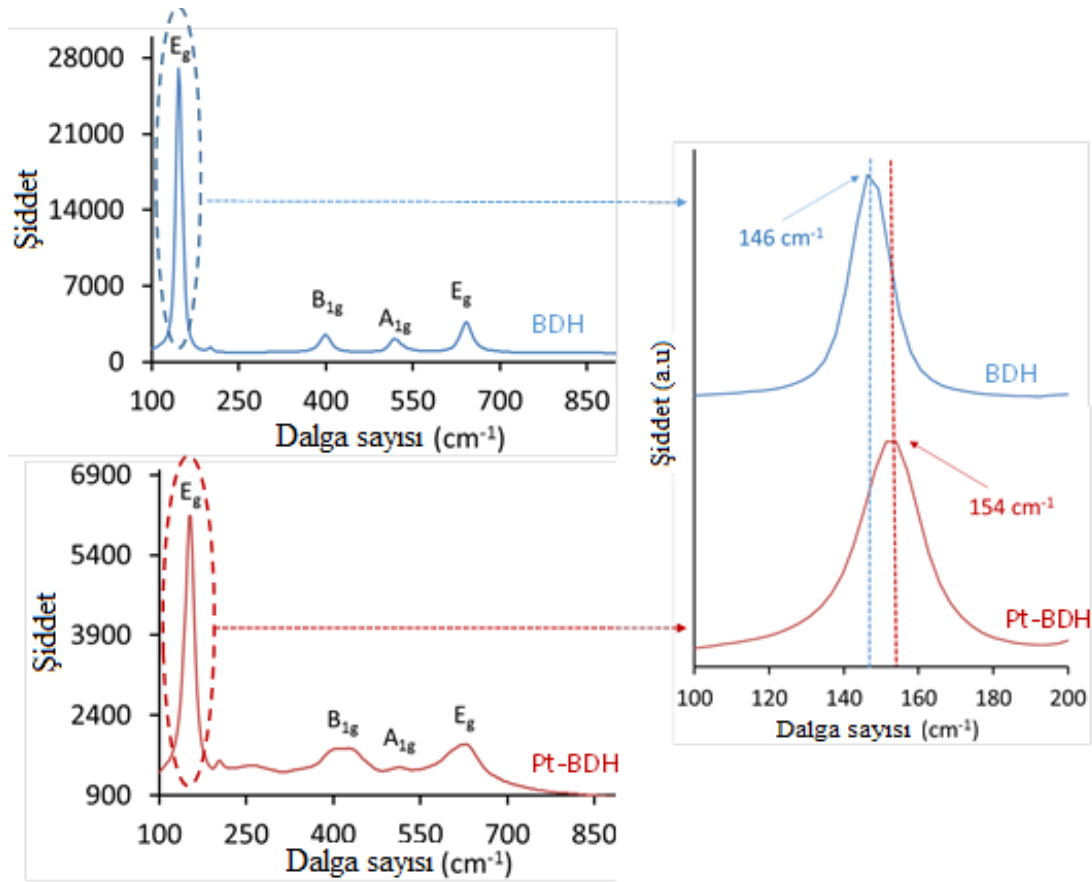 28000
21000
14000
7000
0
Şiddet
E_g
B_1g
A_1g
E_g
BDH
100 250 400 550 700 850
Dalga sayısı (cm⁻¹)
6900
5400
3900
2400
900
Şiddet
E_g
B_1g
A_1g
E_g
Pt-BDH
100 250 400 550 700 850
Dalga sayısı (cm⁻¹)
Şiddet (a.u)
146 cm⁻¹
BDH
154 cm⁻¹
Pt-BDH
100 120 140 160 180 200
Dalga sayısı (cm⁻¹)